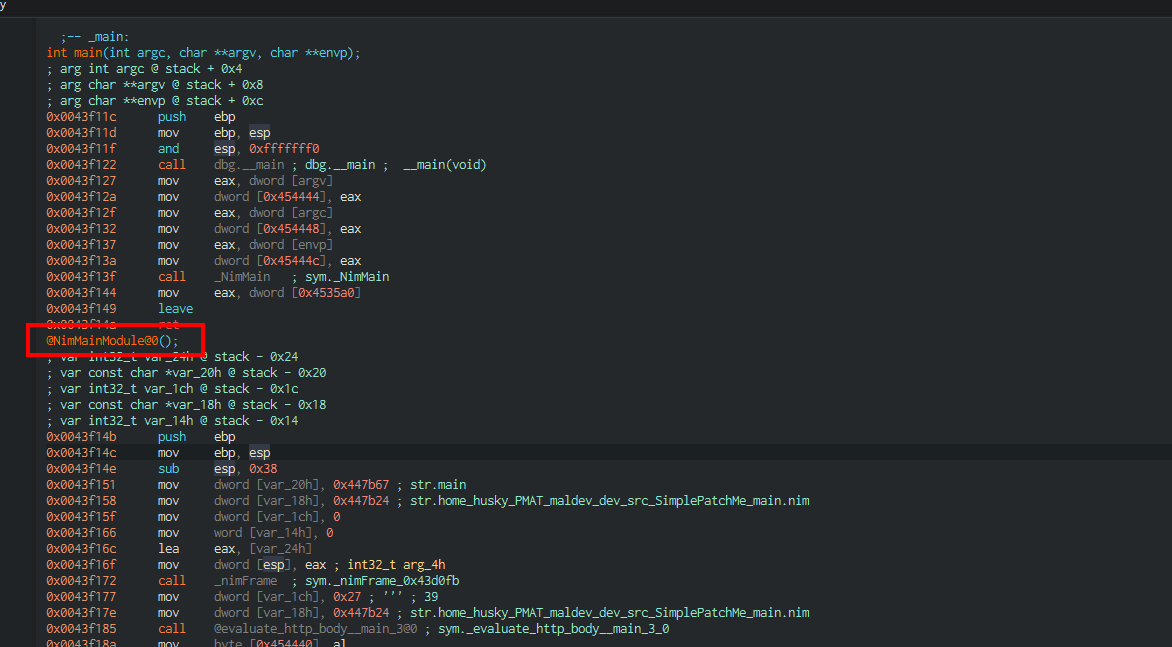 y
;-- _main:
int main(int argc, char **argv, char **envp);
; arg int argc @ stack + 0x4
; arg char **argv @ stack + 0x8
; arg char **envp @ stack + 0xc
0x0043f11c push ebp
0x0043f11d mov ebp, esp
0x0043f11f and esp, 0xfffffff0
0x0043f122 call dbg.__main ; dbg.__main ; __main(void)
0x0043f127 mov eax, dword [argv]
0x0043f12a mov dword [0x454444], eax
0x0043f12f mov eax, dword [argc]
0x0043f132 mov dword [0x454448], eax
0x0043f137 mov eax, dword [envp]
0x0043f13a mov dword [0x45444c], eax
0x0043f13f call _NimMain ; sym._NimMain
0x0043f144 mov eax, dword [0x4535a0]
0x0043f149 leave
0x0043f14a ret
@NimMainModule@0();
; var int32_t var_24h @ stack - 0x24
; var const char *var_20h @ stack - 0x20
; var int32_t var_1ch @ stack - 0x1c
; var const char *var_18h @ stack - 0x18
; var int32_t var_14h @ stack - 0x14
0x0043f14b push ebp
0x0043f14c mov ebp, esp
0x0043f14e sub esp, 0x38
0x0043f151 mov dword [var_20h], 0x447b67 ; str.main
0x0043f158 mov dword [var_18h], 0x447b24 ; str.home_husky_PMAT_maldev_dev_src_SimplePatchMe_main.nim
0x0043f15f mov dword [var_1ch], 0
0x0043f166 mov word [var_14h], 0
0x0043f16c lea eax, [var_24h]
0x0043f16f mov dword [esp], eax ; int32_t arg_4h
0x0043f172 call _nimFrame ; sym._nimFrame_0x43d0fb
0x0043f177 mov dword [var_1ch], 0x27 ; ''' ; 39
0x0043f17e mov dword [var_18h], 0x447b24 ; str.home_husky_PMAT_maldev_dev_src_SimplePatchMe_main.nim
0x0043f185 call @evaluate_http_body__main_3@0 ; sym._evaluate_http_body__main_3_0
0x0043f18a mov byte [0x454440], al